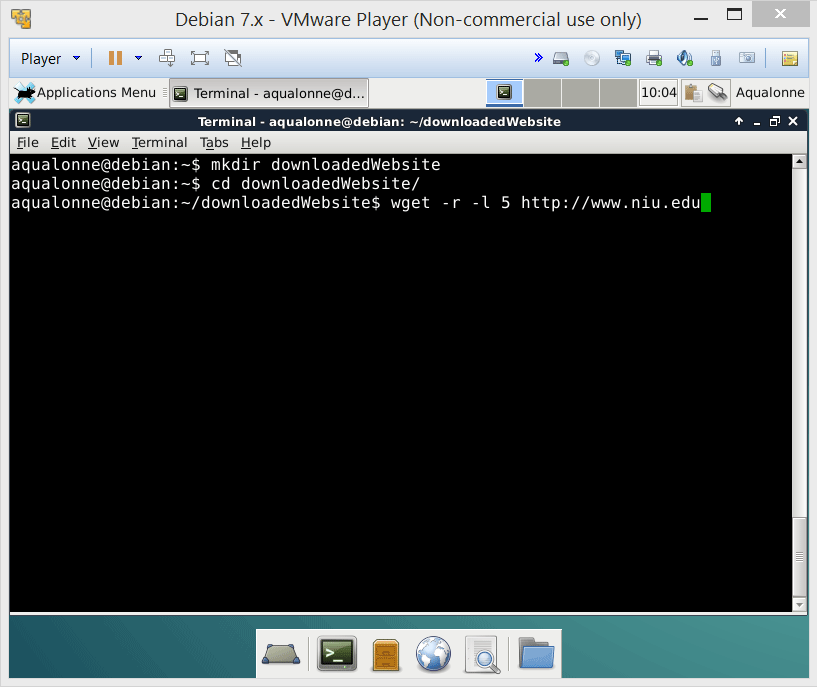 Debian 7.x - VMware Player (Non-commercial use only)
Player
Applications Menu
Terminal - aqualonne@d...
10:04
Aqualonne
Terminal - aqualonne@debian: ~/downloadedWebsite
File Edit View Terminal Tabs Help
aqualonne@debian:~$ mkdir downloadedWebsite
aqualonne@debian:~$ cd downloadedWebsite/
aqualonne@debian:~/downloadedWebsite$ wget -r -l 5 http://www.niu.edu